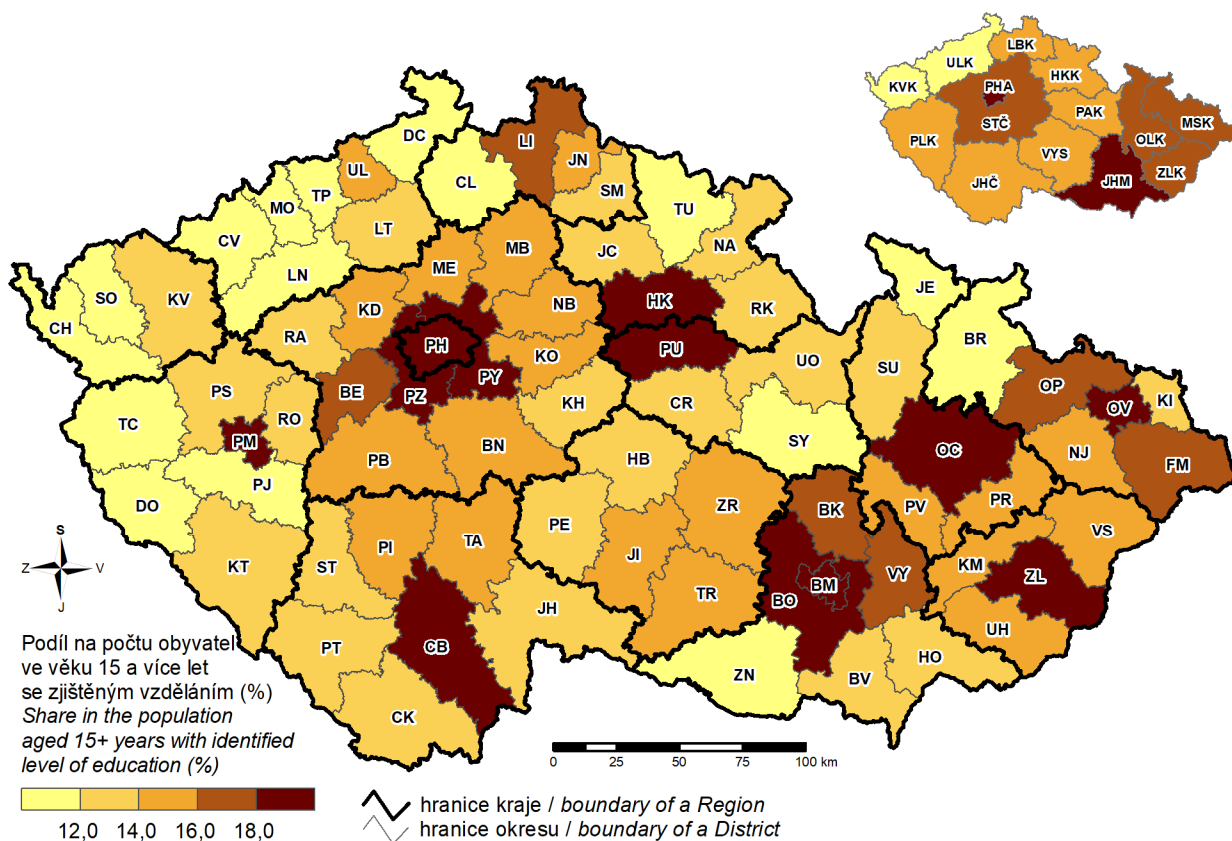 LBK
ULK
HKK
KVK
PHA
PAK
MSK
STČ
OLK
PLK
VYS
ZLK
JHČ
JHM
DC
LI
JN
UL
CL
TP
SM
MO
TU
CV
LT
MB
NA
JC
ME
LN
SO
KV
NB
HK
JE
KD
RK
CH
RA
PH
BR
PU
KO
UO
SU
OP
PY
BE
PS
PZ
KI
OV
RO
KH
CR
TC
PM
SY
OC
NJ
BN
HB
PB
FM
PJ
DO
PR
ZR
BK
PV
PE
VS
PI
TA
JI
KM
KT
ST
VY
ZL
BM
TR
BO
JH
UH
CB
PT
HO
ZN
BV
CK
S
Z V
J
Podíl na počtu obyvatel
ve věku 15 a více let
se zjištěným vzděláním (%)
Share in the population
aged 15+ years with identified
level of education (%)
12,0 14,0 16,0 18,0
0 25 50 75 100 km
hranice kraje / boundary of a Region
hranice okresu / boundary of a District